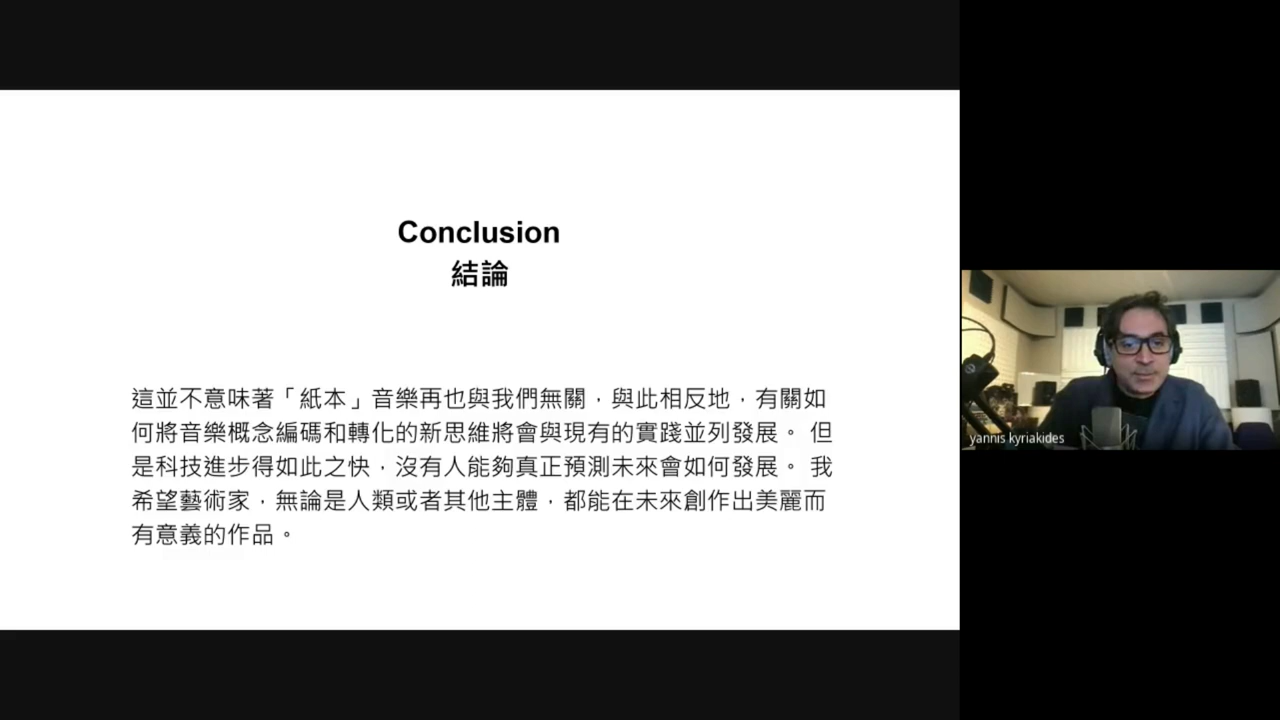 Conclusion
結論
這並不意味著「紙本」音樂再也與我們無關，與此相反地，有關如
何將音樂概念編碼和轉化的新思維將會與現有的實踐並列發展。 但
是科技進步得如此之快，沒有人能夠真正預測未來會如何發展。 我
希望藝術家，無論是人類或者其他主體，都能在未來創作出美麗而
有意義的作品。
yannis kyriakides